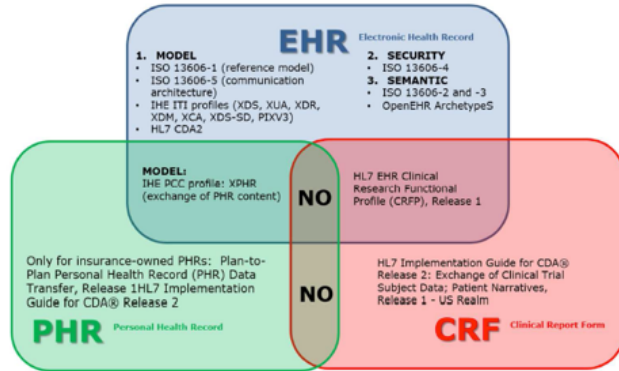 EHR Electronic Health Record
1. MODEL
• ISO 13606-1 (reference model)
• ISO 13606-5 (communication
architecture)
• IHE ITI profiles (XDS, XUA, XDR,
XDM, XCA, XDS-SD, PIXV3)
• HL7 CDA2
2. SECURITY
• ISO 13606-4
3. SEMANTIC
• ISO 13606-2 and -3
• OpenEHR ArchetypeS
MODEL:
IHE PCC profile: XPHR
(exchange of PHR content)
NO
HL7 EHR Clinical
Research Functional
Profile (CRFP), Release 1
Only for insurance-owned PHRs: Plan-to-
Plan Personal Health Record (PHR) Data
Transfer, Release 1HL7 Implementation
Guide for CDA® Release 2
NO
HL7 Implementation Guide for CDA®
Release 2: Exchange of Clinical Trial
Subject Data; Patient Narratives,
Release 1 - US Realm
PHR Personal Health Record
CRF Clinical Report Form